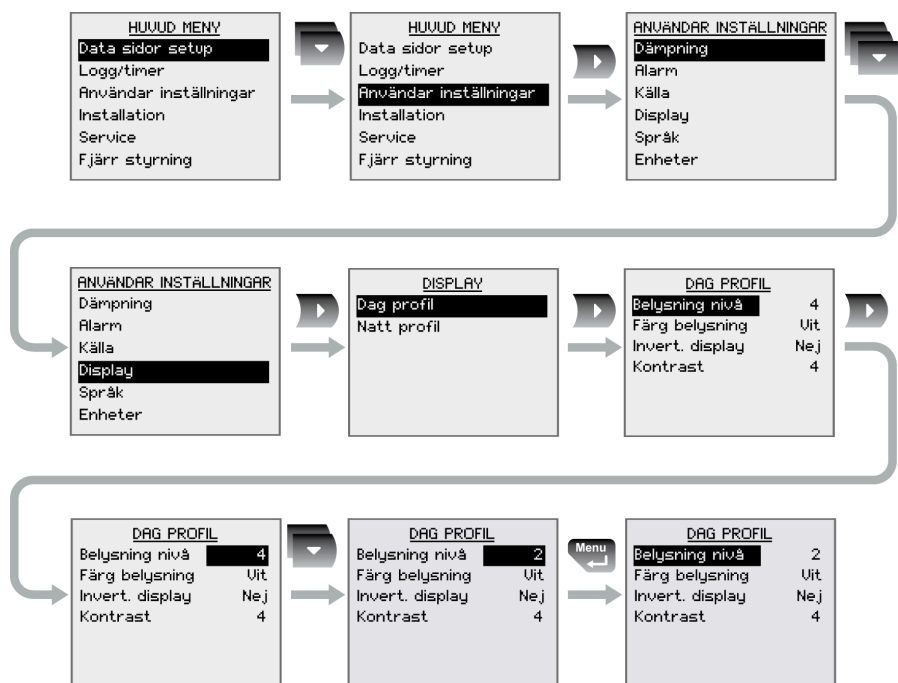 HUVUD MENY
Data sidor setup
Logg/timer
Användar inställningar
Installation
Service
Fjärr styrning
HUVUD MENY
Data sidor setup
Logg/timer
Användar inställningar
Installation
Service
Fjärr styrning
ANVÄNDAR INSTÄLLNINGAR
Dämpning
Alarm
Källa
Display
Språk
Enheter
ANVÄNDAR INSTÄLLNINGAR
Dämpning
Alarm
Källa
Display
Språk
Enheter
DISPLAY
Dag profil
Natt profil
DAG PROFIL
Belysning nivå 4
Färg belysning Vit
Invert. display Nej
Kontrast 4
DAG PROFIL
Belysning nivå 4
Färg belysning Vit
Invert. display Nej
Kontrast 4
DAG PROFIL
Belysning nivå 2
Färg belysning Vit
Invert. display Nej
Kontrast 4
Menu
DAG PROFIL
Belysning nivå 2
Färg belysning Vit
Invert. display Nej
Kontrast 4